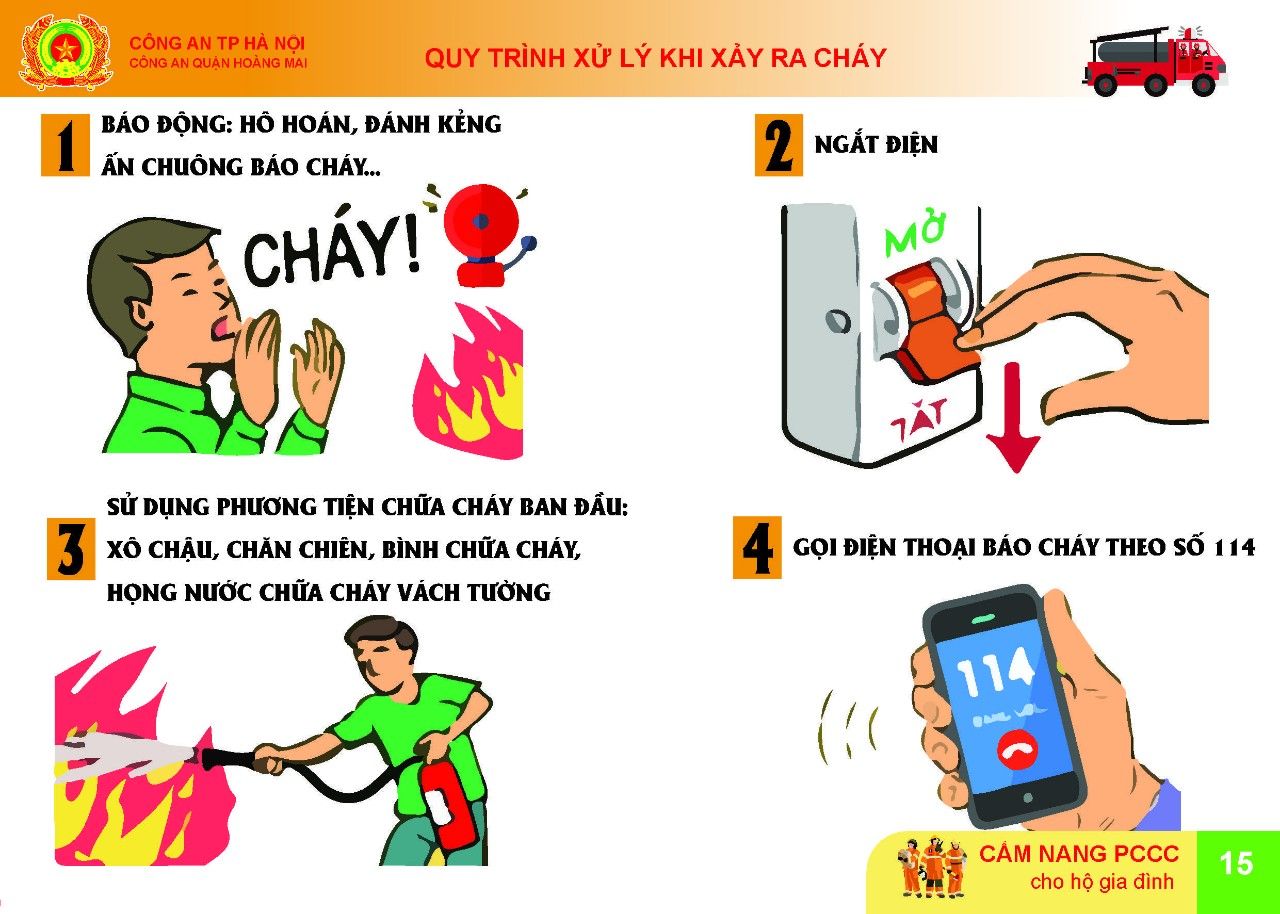 CÔNG AN TP HÀ NỘI
CÔNG AN QUẬN HOÀNG MAI
QUY TRÌNH XỬ LÝ KHI XẢY RA CHÁY
1
BÁO ĐỘNG: HÔ HOÁN, ĐÁNH KẺNG
ẤN CHUÔNG BÁO CHÁY...
CHÁY!
2
NGẮT ĐIỆN
MỞ
TẮT
3
SỬ DỤNG PHƯƠNG TIỆN CHỮA CHÁY BAN ĐẦU:
XÔ CHẬU, CHĂN CHIÊN, BÌNH CHỮA CHÁY,
HỌNG NƯỚC CHỮA CHÁY VÁCH TƯỜNG
4
GỌI ĐIỆN THOẠI BÁO CHÁY THEO SỐ 114
114
CẨM NANG PCCC
cho hộ gia đình
15